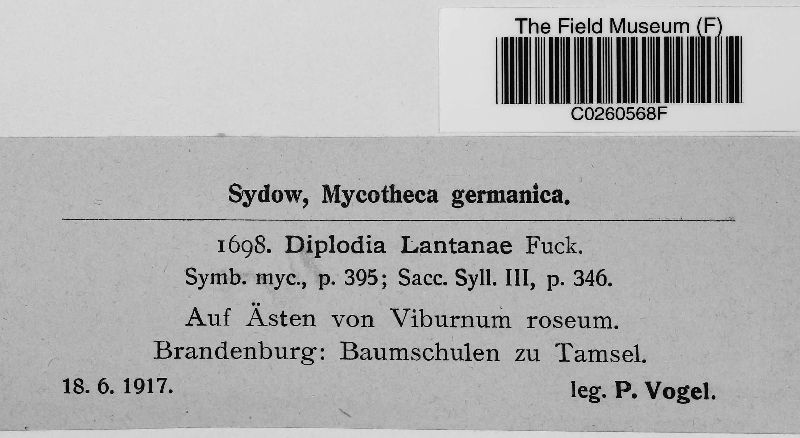 The Field Museum (F)
C0260568F
Sydow, Mycotheca germanica.
1698. Diplodia Lantanae Fuck.
Symb. myc., p. 395; Sacc. Syll. III, p. 346.
Auf Ästen von Viburnum roseum.
Brandenburg: Baumschulen zu Tamsel.
18. 6. 1917. leg. P. Vogel.